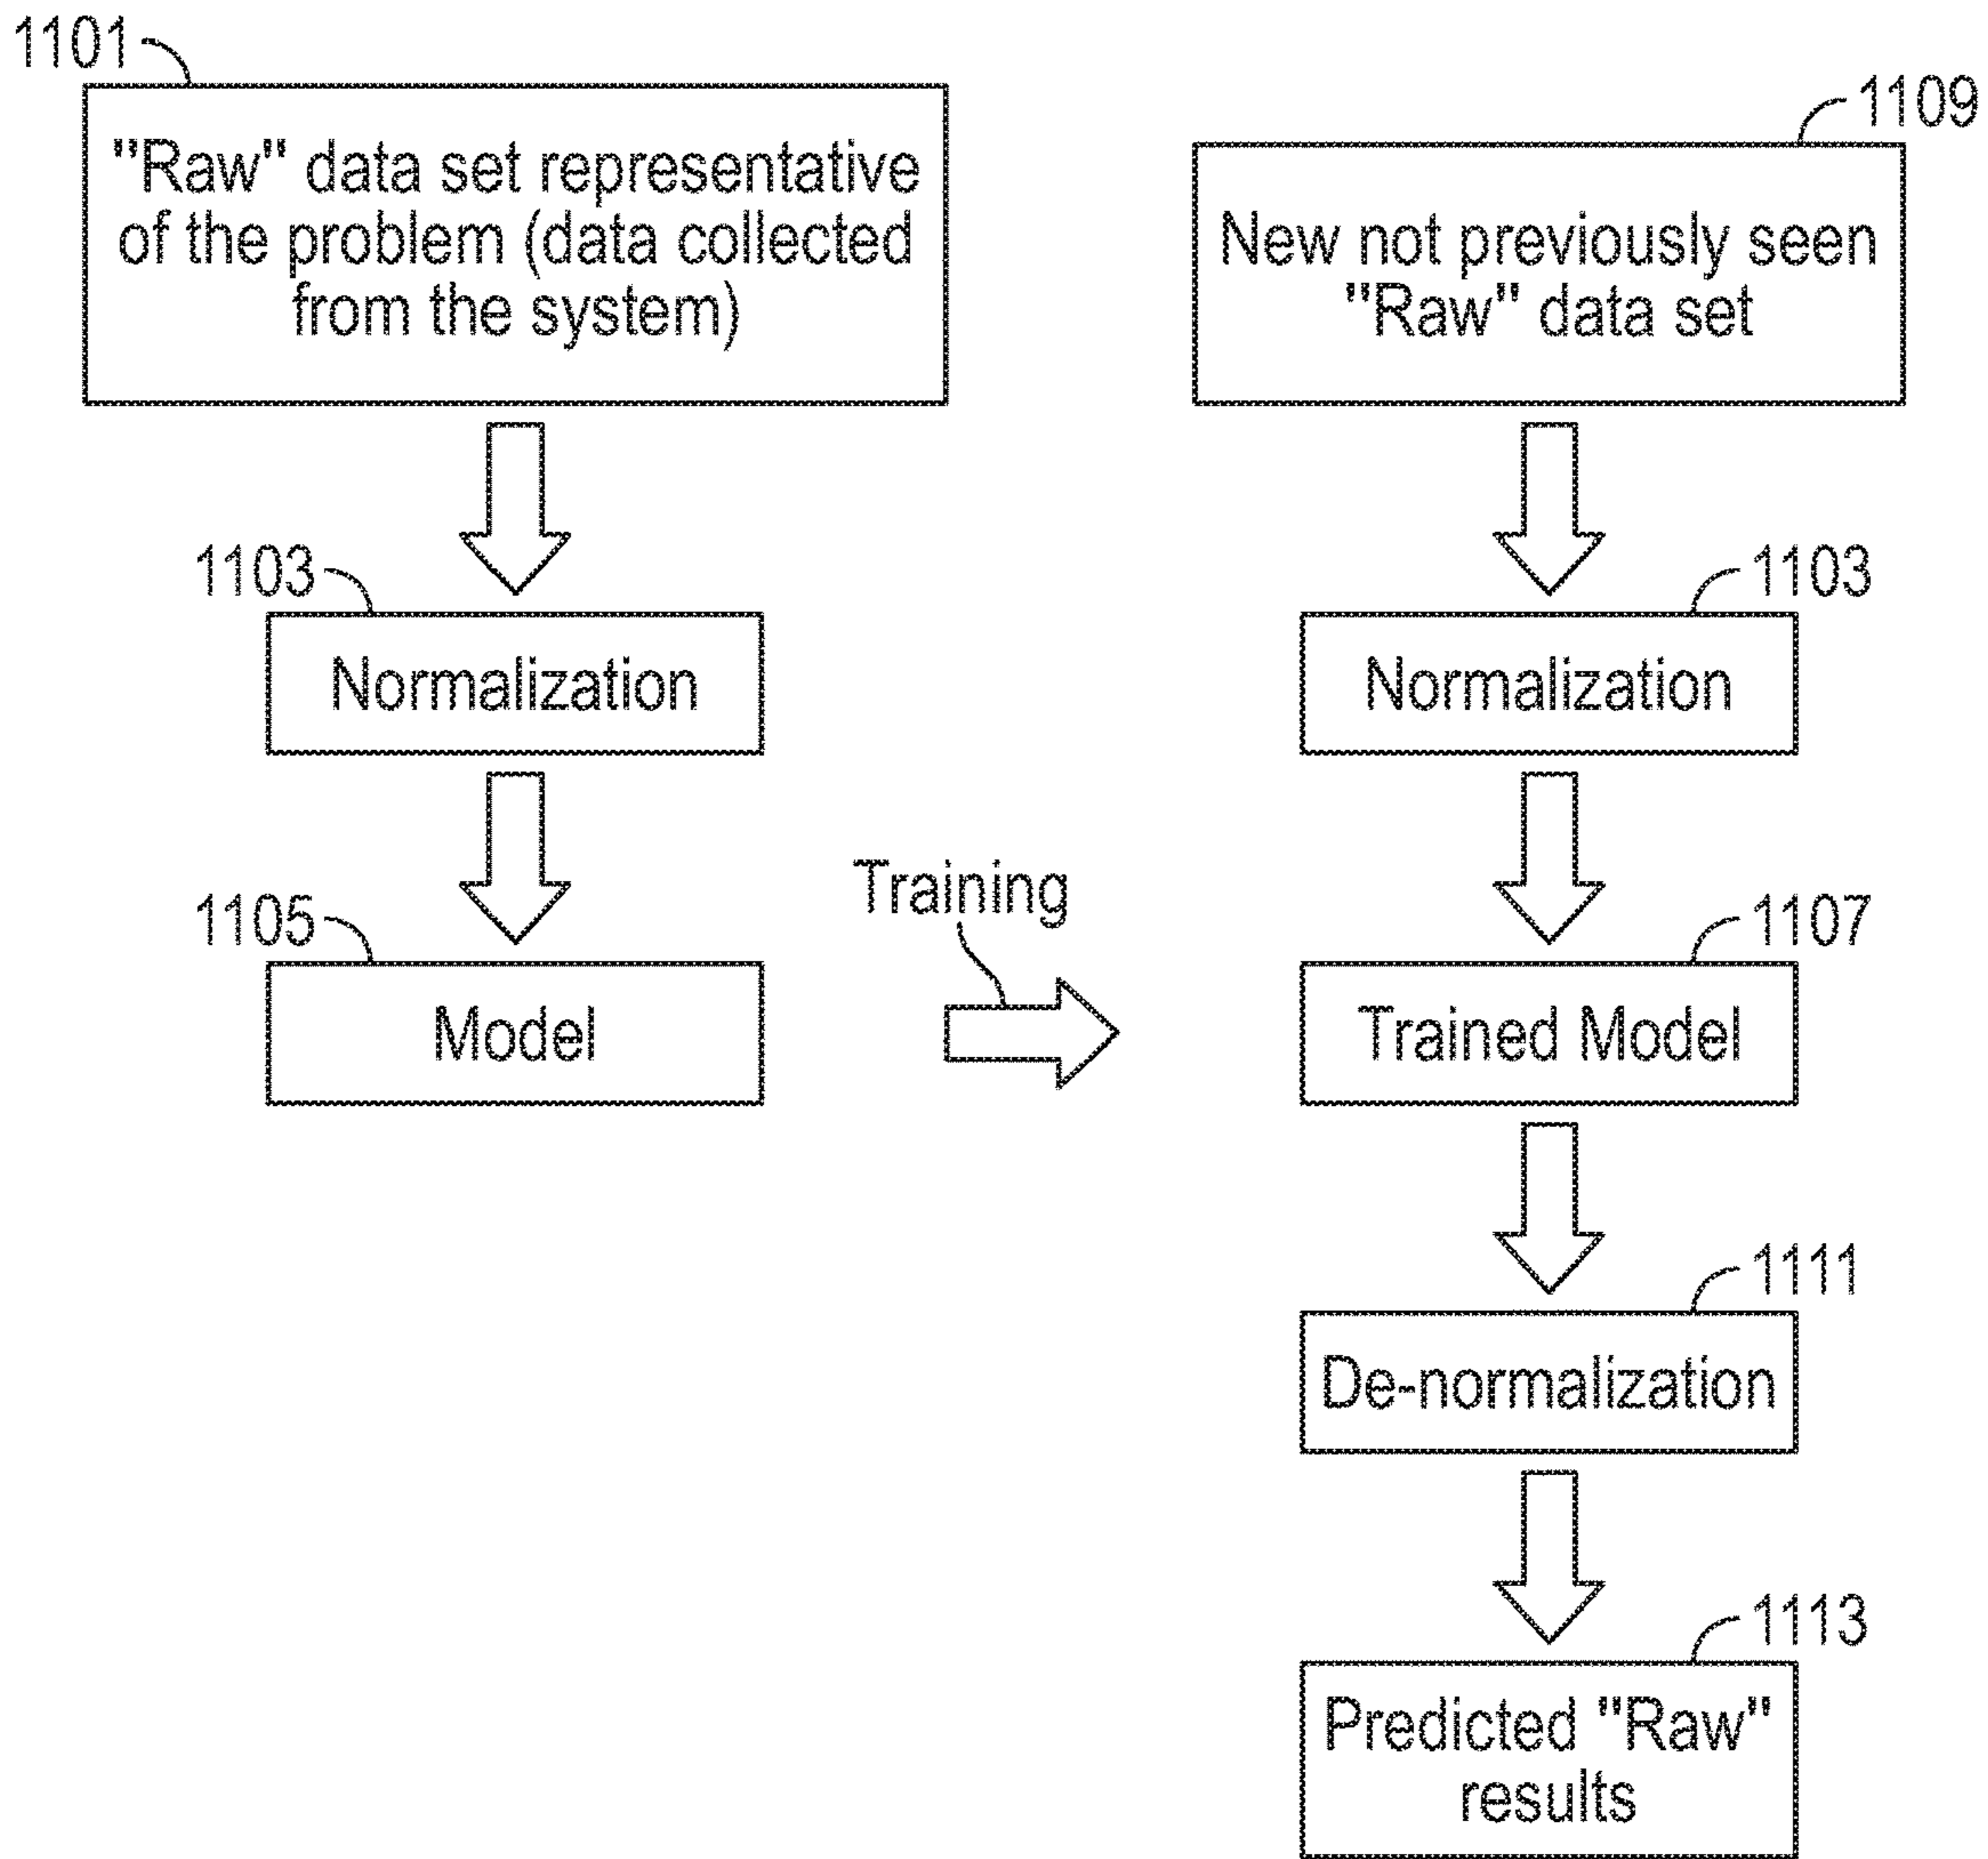 1101
"Raw" data set representative
of the problem (data collected
from the system)
1103
Normalization
1105
Model
Training
1109
New not previously seen
"Raw" data set
1103
Normalization
1107
Trained Model
1111
De-normalization
1113
Predicted "Raw"
results